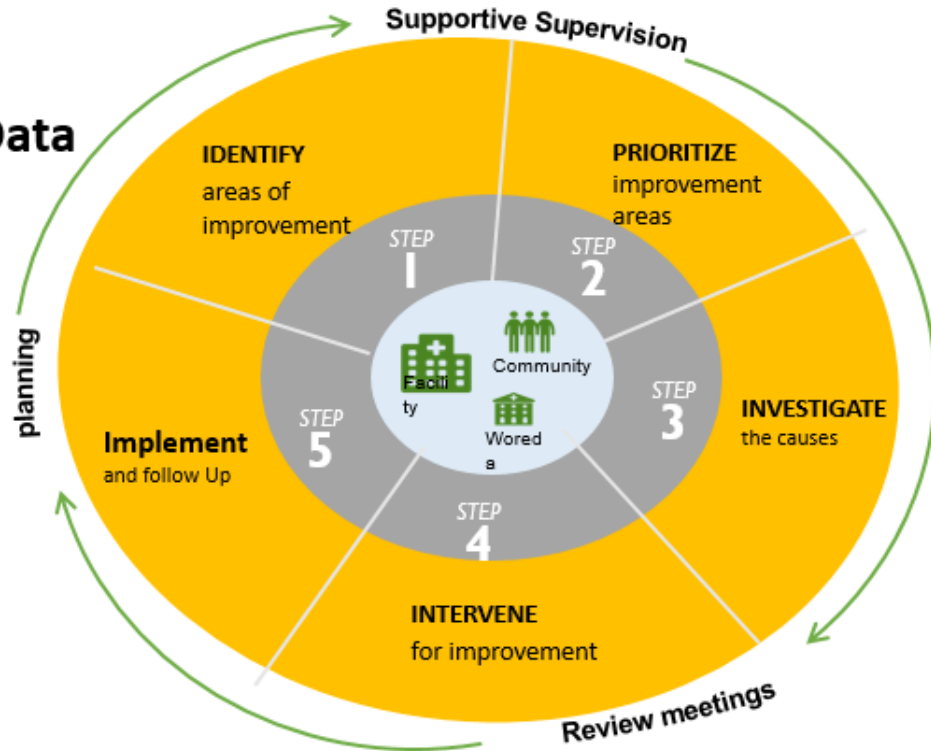 Supportive Supervision
Data
IDENTIFY
areas of
improvement
PRIORITIZE
improvement
areas
STEP
1
STEP
2
Community
Facili
ty
Wored
a
STEP
3
INVESTIGATE
the causes
planning
STEP
5
Implement
and follow Up
STEP
4
INTERVENE
for improvement
Review meetings